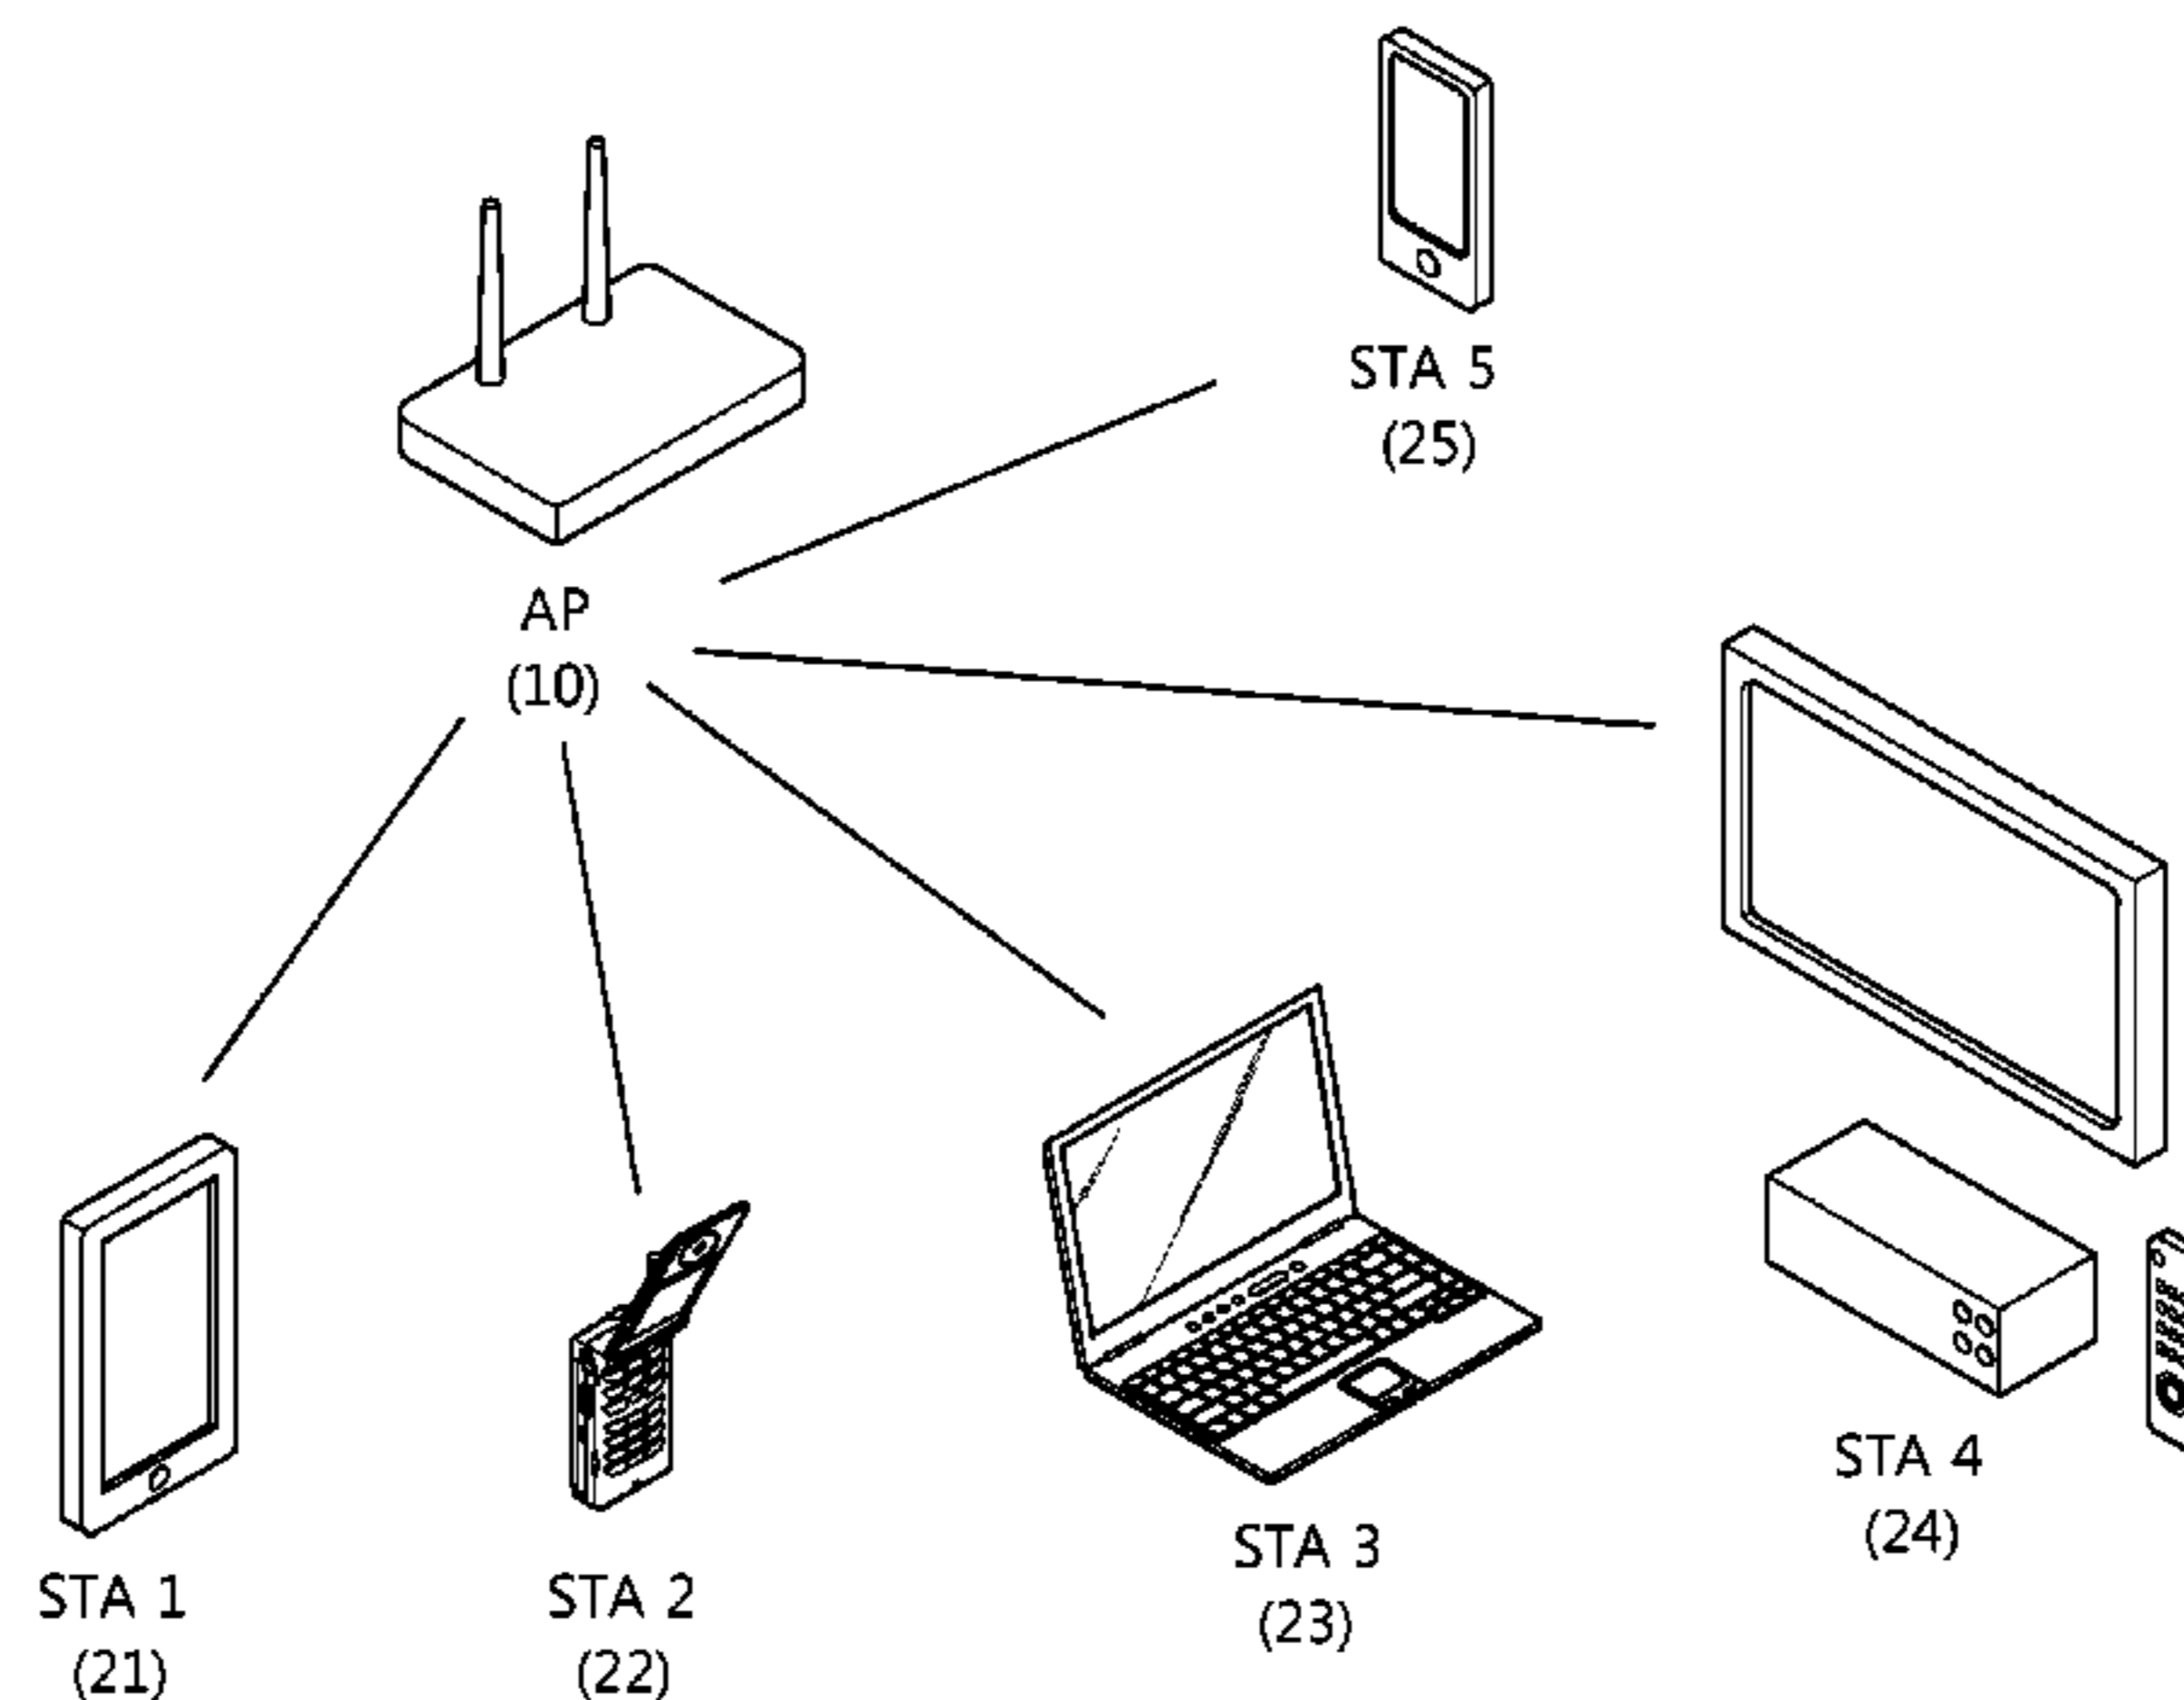 STA 5
(25)
AP
(10)
STA 4
(24)
STA 3
(23)
STA 1
(21)
STA 2
(22)